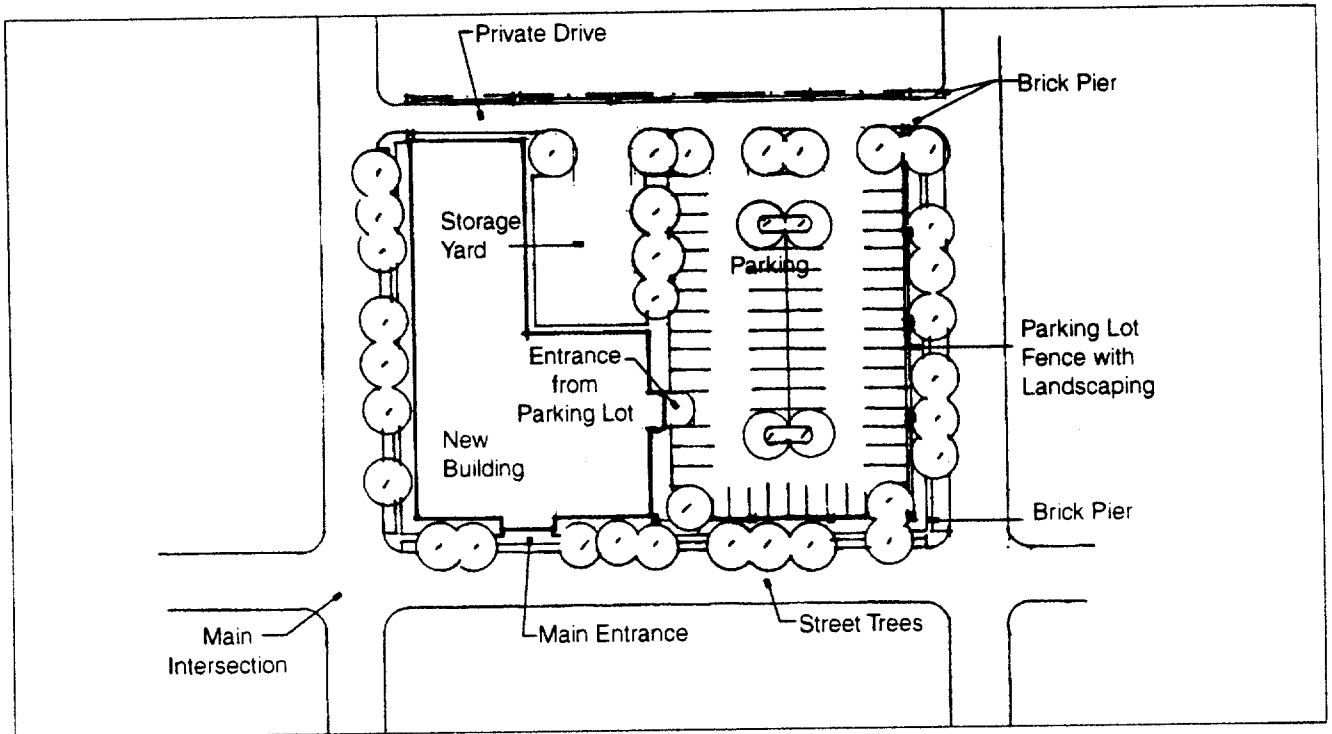 Private Drive
Brick Pier
Storage
Yard
Parking
Parking Lot
Fence with
Landscaping
Entrance
from
Parking Lot
New
Building
Brick Pier
Main
Intersection
Main Entrance
Street Trees